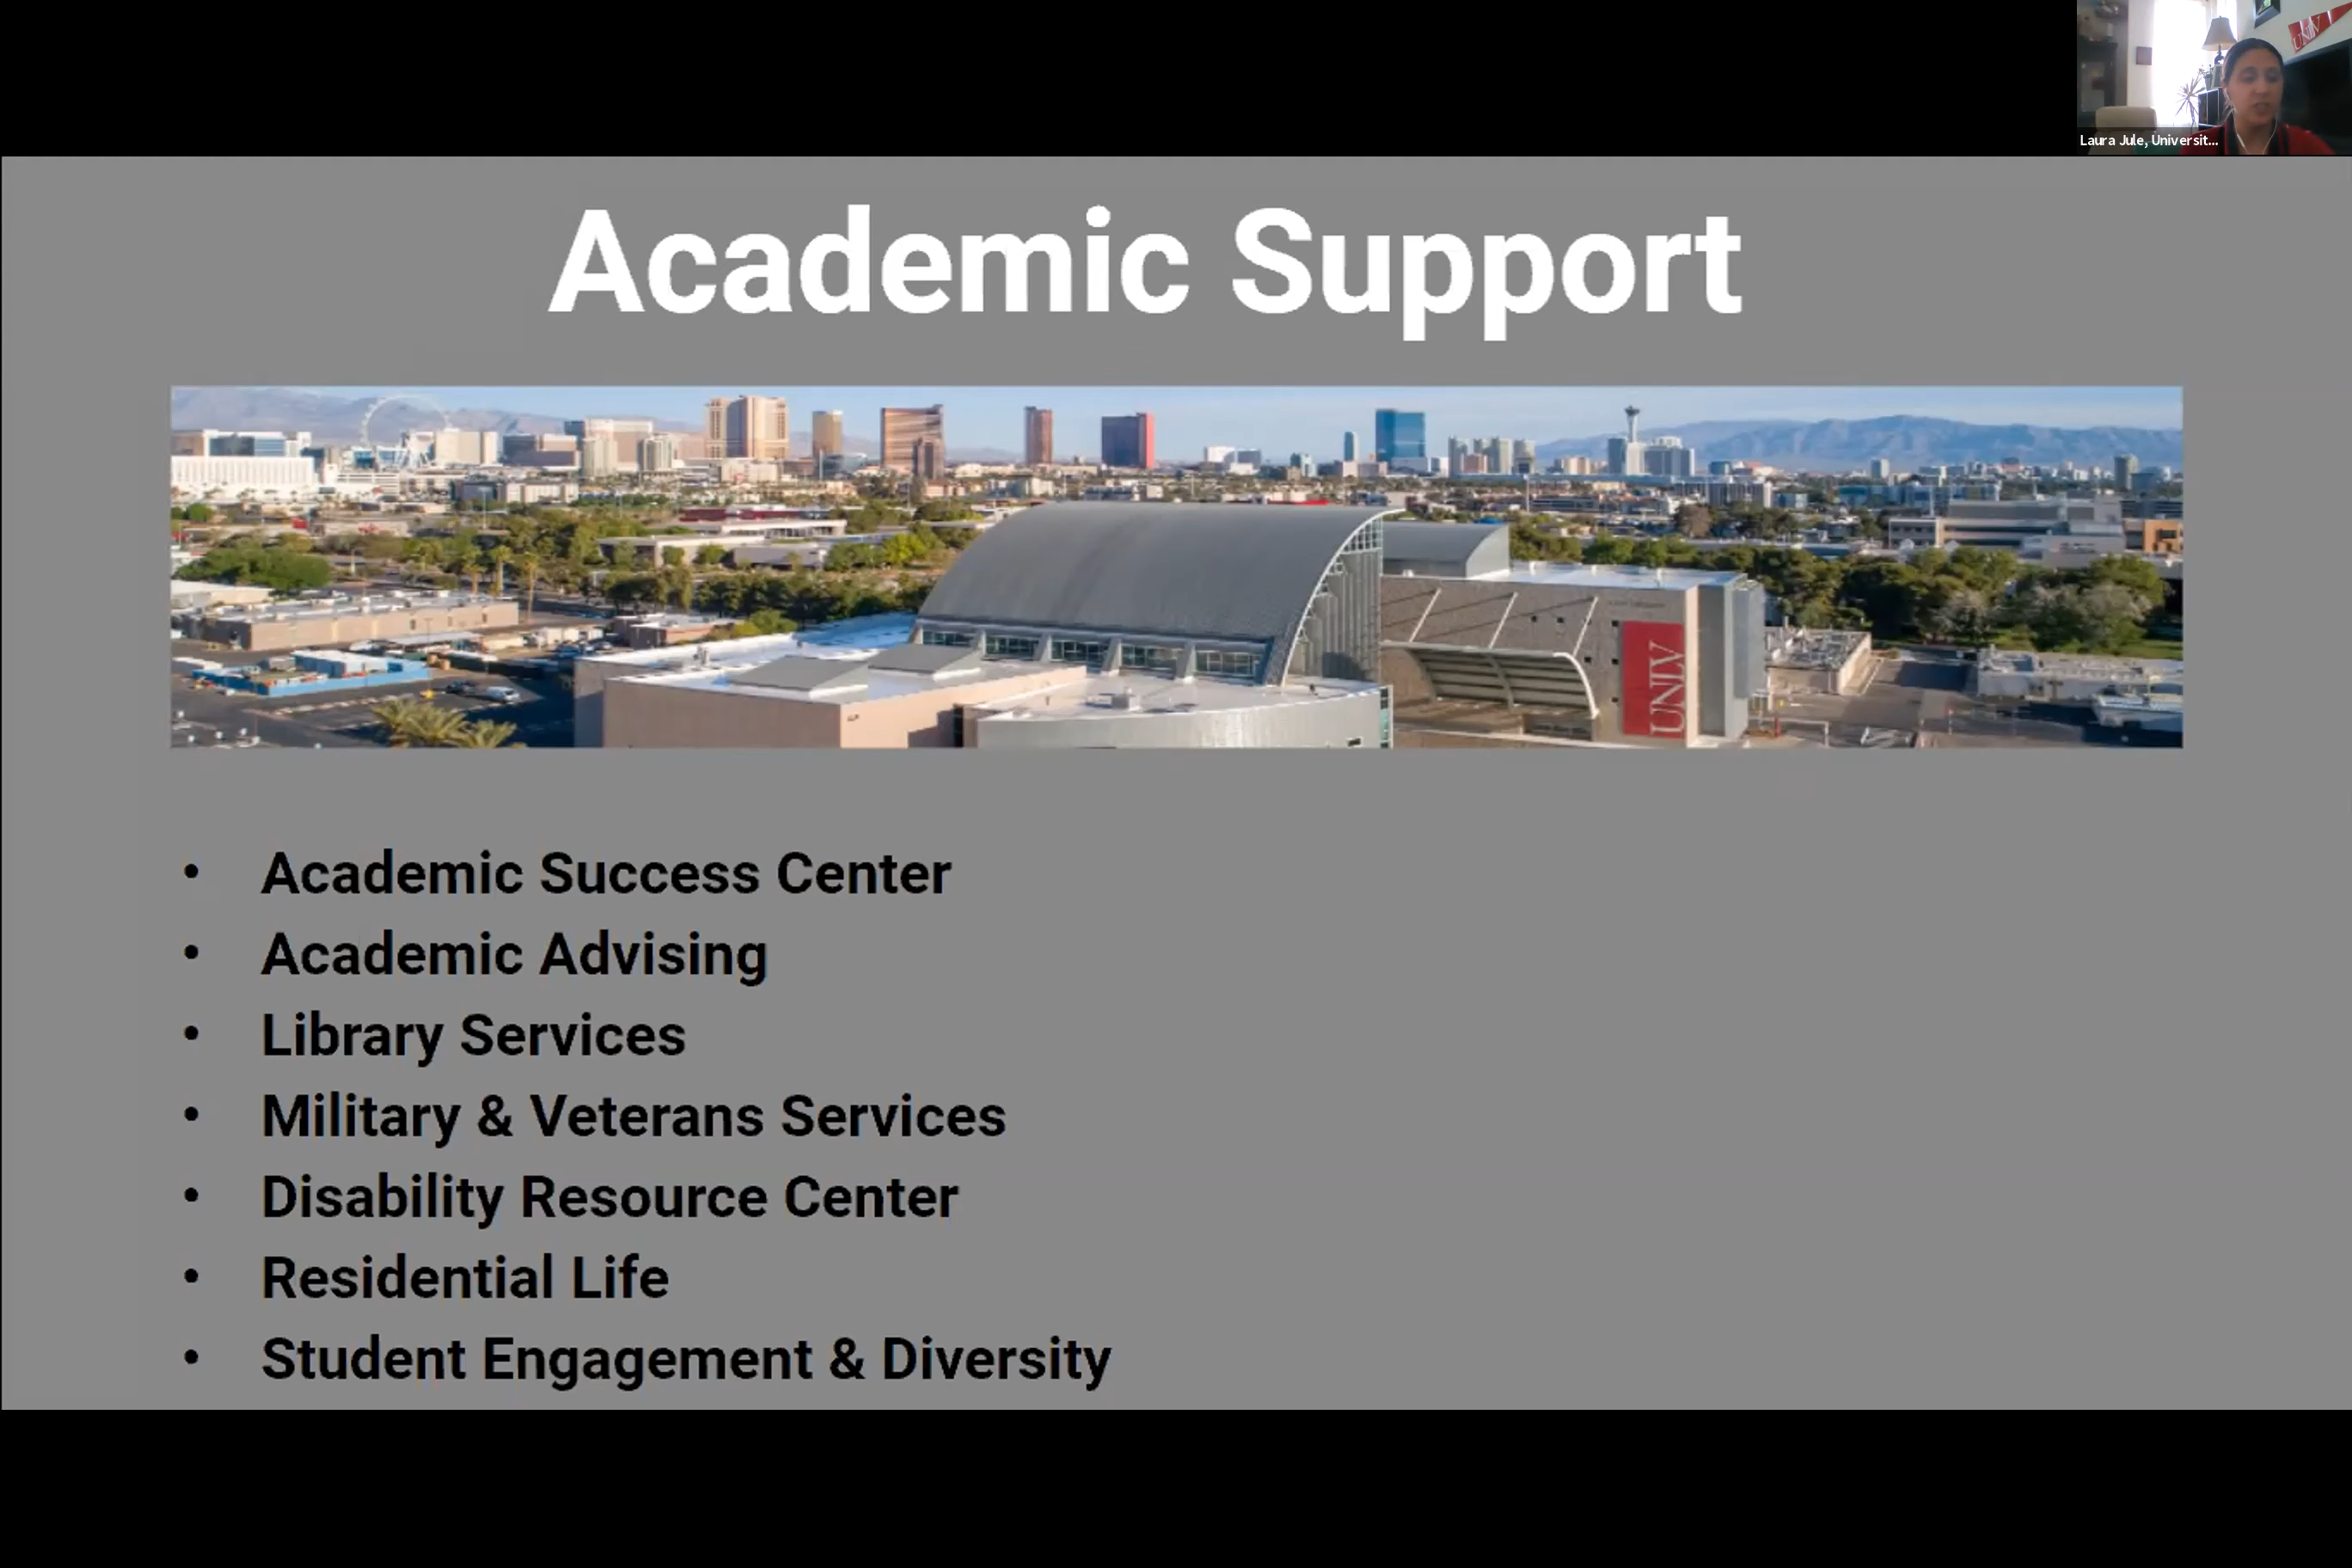 UNLV
Laura Jule, Universit...
Academic Support
UNLV
• Academic Success Center
• Academic Advising
• Library Services
• Military & Veterans Services
• Disability Resource Center
• Residential Life
• Student Engagement & Diversity